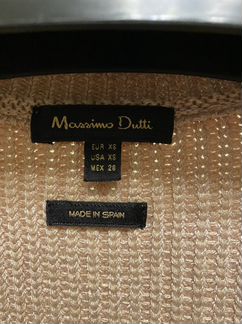 Massimo Dutti
EUR XS
USA XS
MEX 26
MADE IN SPAIN